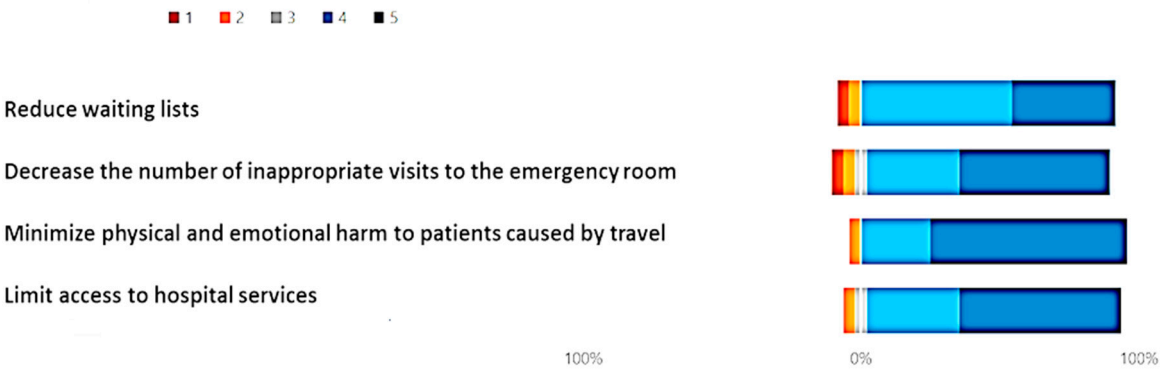 1 2 3 4 5
Reduce waiting lists
Decrease the number of inappropriate visits to the emergency room
Minimize physical and emotional harm to patients caused by travel
Limit access to hospital services
100% 0% 100%